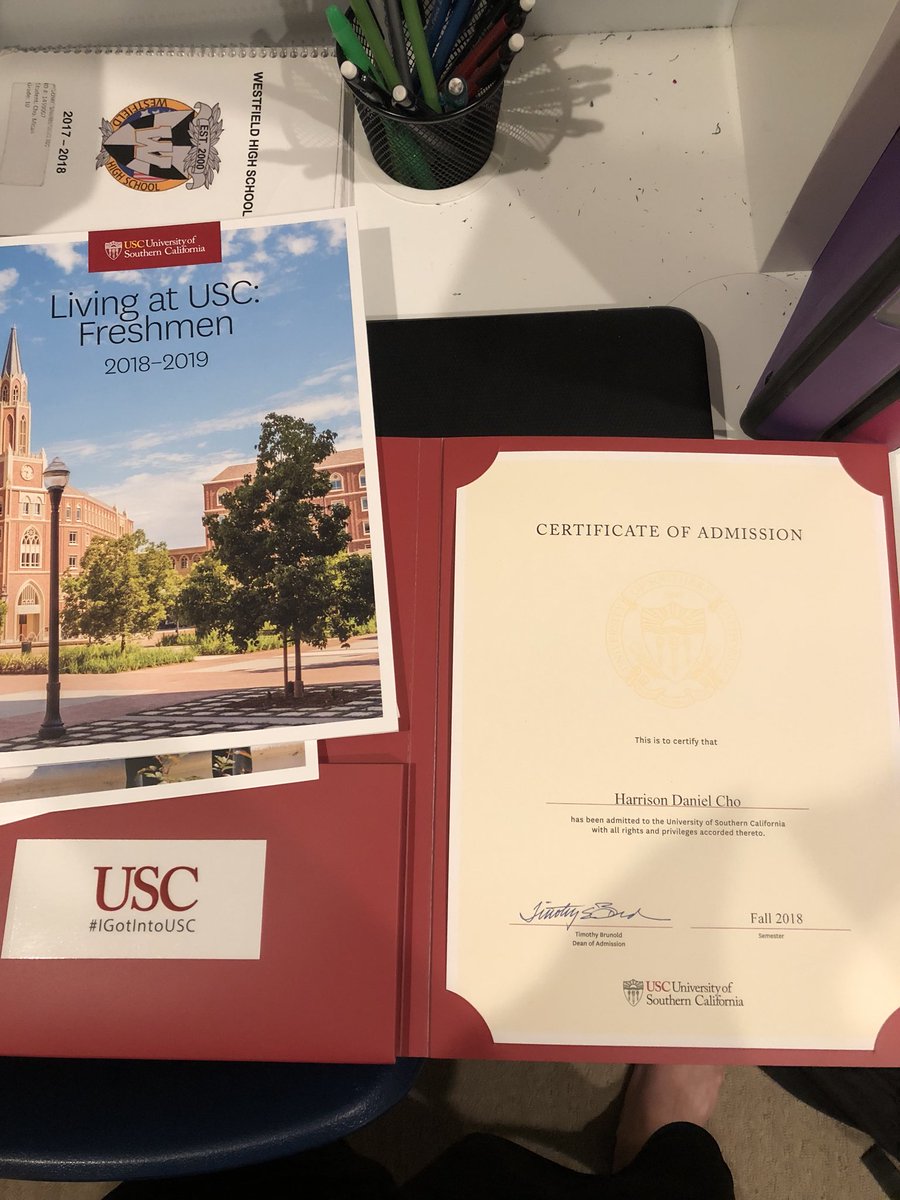 WESTFIELD HIGH SCHOOL
WESTFIELD
W
EST. 2000
HIGH SCHOOL
2017 – 2018
USC University of
Southern California
Living at USC:
Freshmen
2018–2019
USC
#IGotIntoUSC
CERTIFICATE OF ADMISSION
This is to certify that
Harrison Daniel Cho
has been admitted to the University of Southern California
with all rights and privileges accorded thereto.
Timothy Brunold
Dean of Admission
Fall 2018
Semester
USC University of
Southern California